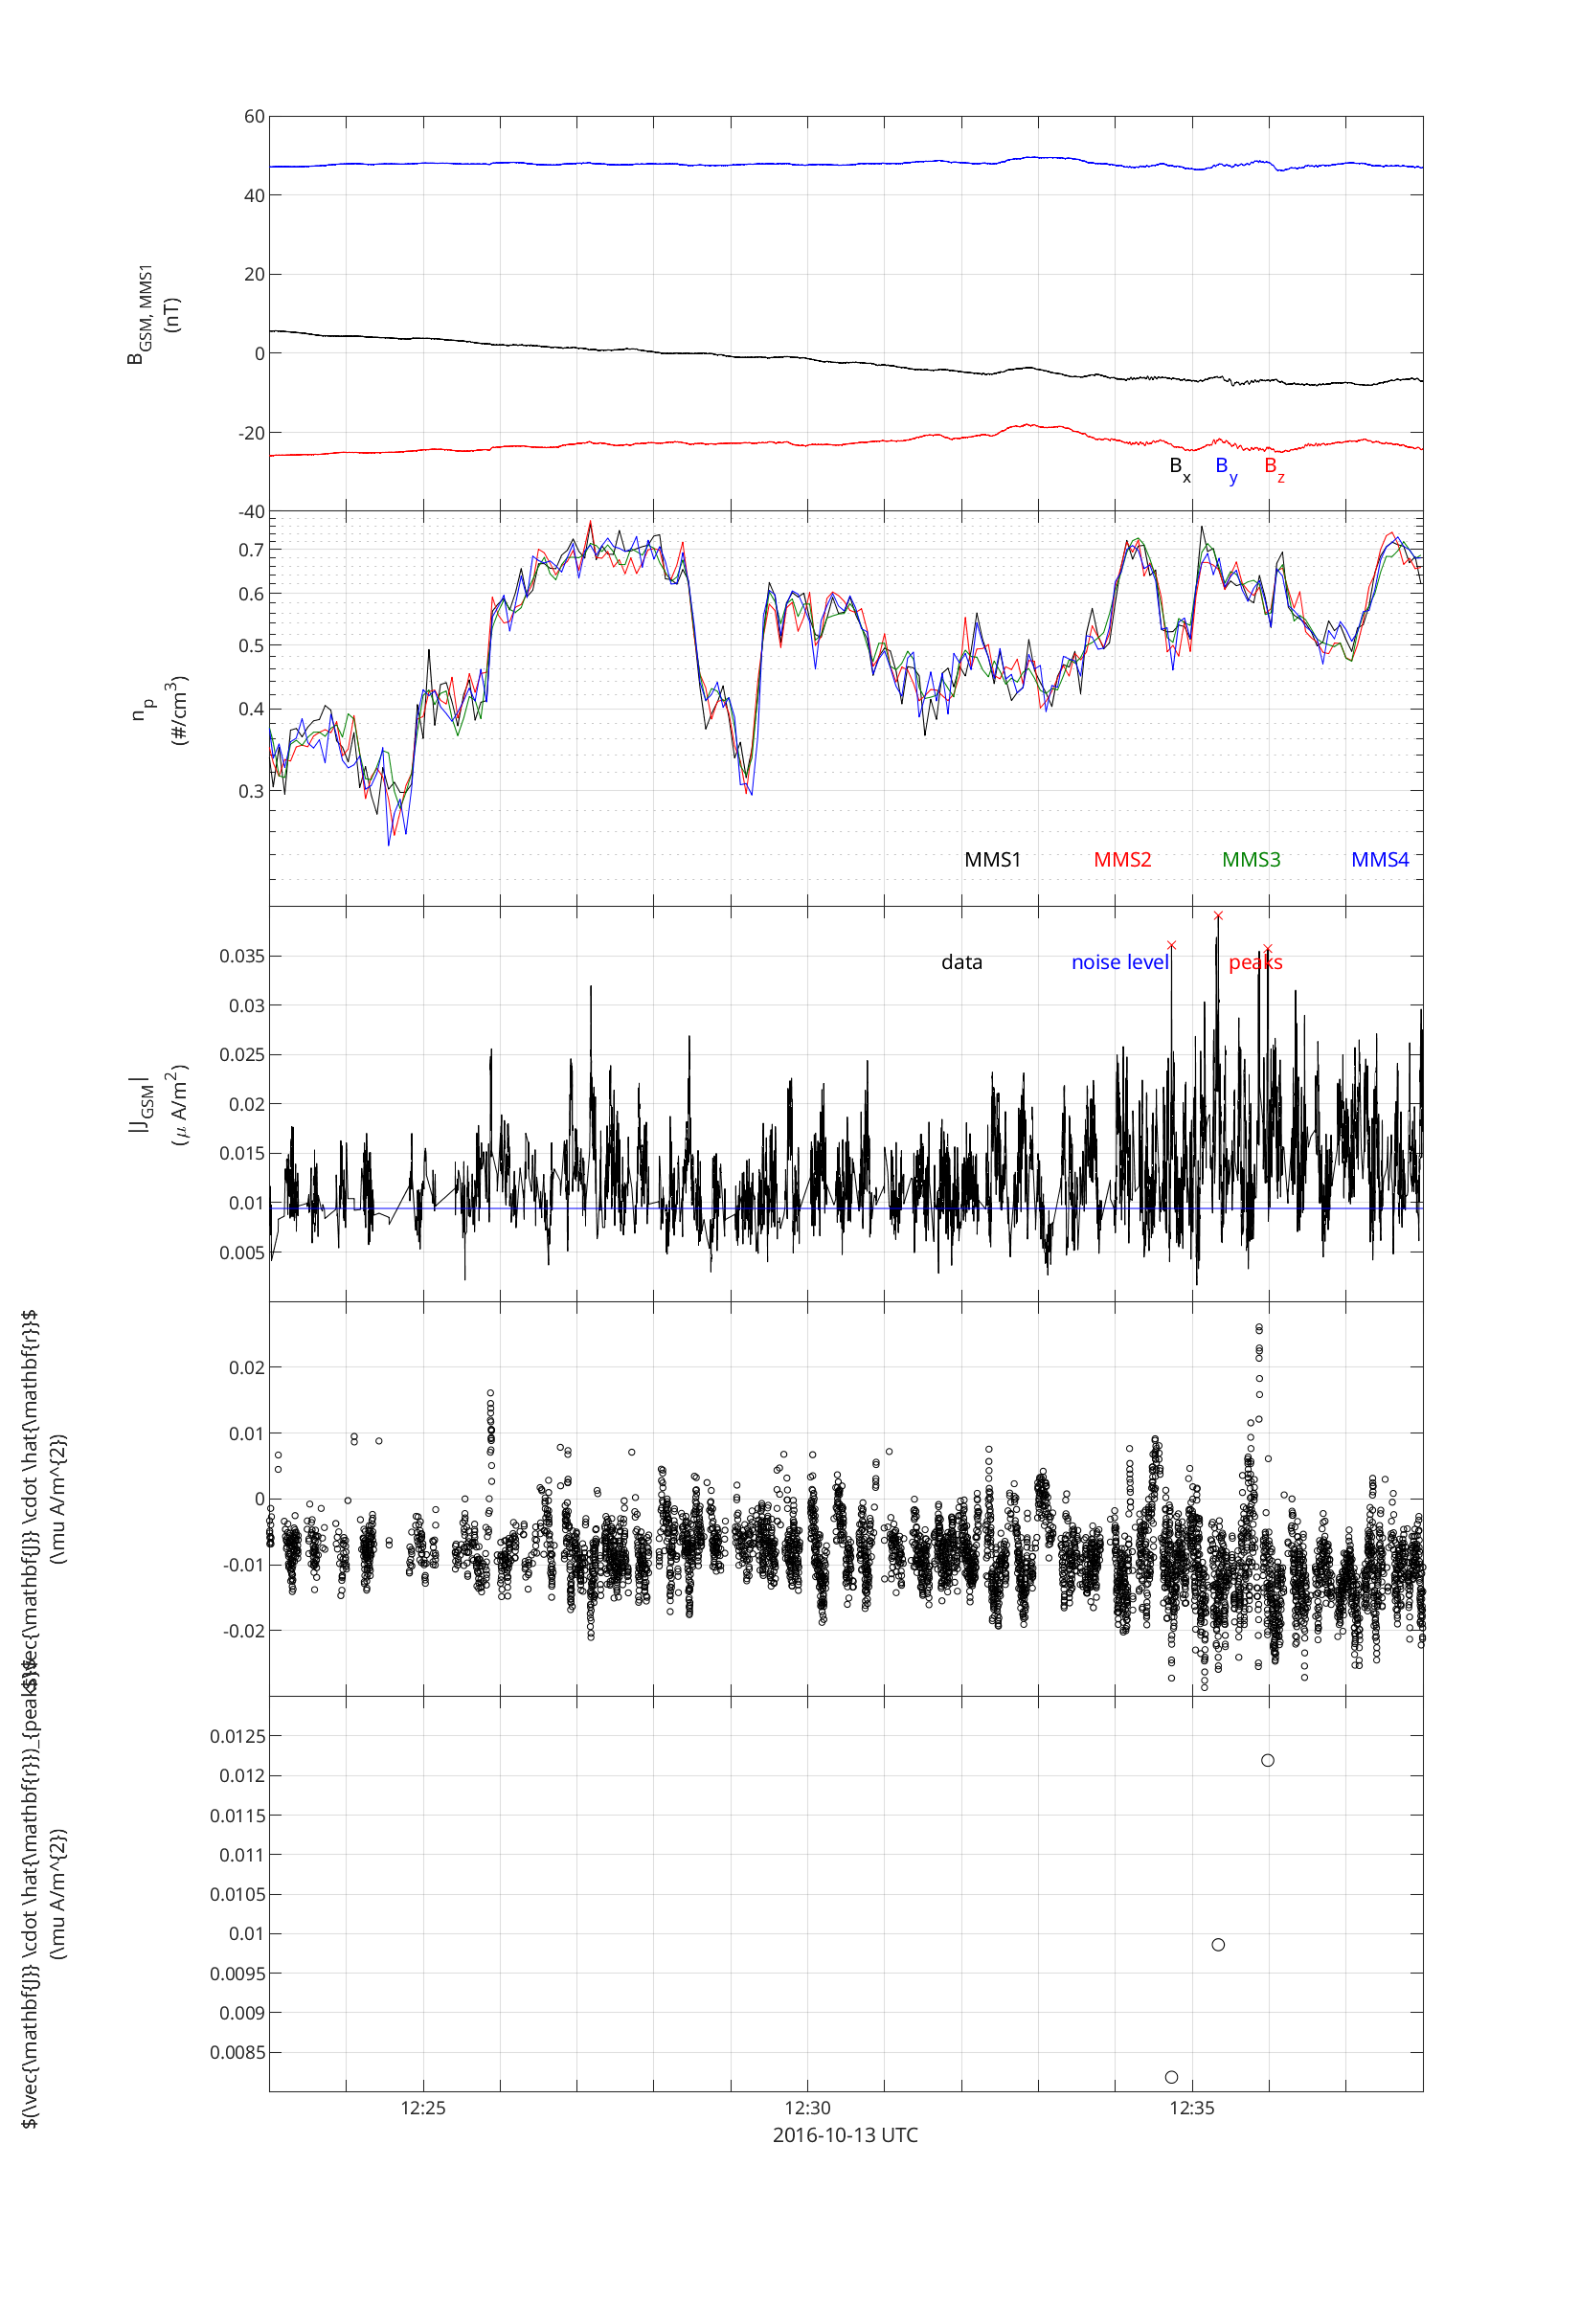 60
40
20
0
-20
-40
B_GSM, MMS1
(nT)
B_x B_y B_z
0.7
0.6
0.5
0.4
0.3
n_p
(#/cm^3)
MMS1 MMS2 MMS3 MMS4
0.035
0.03
0.025
0.02
0.015
0.01
0.005
|J_GSM|
(μ A/m^2)
data noise level peaks
0.02
0.01
0
-0.01
-0.02
$\vec{\mathbf{J}} \cdot \hat{\mathbf{r}}$
(\mu A/m^{2})
0.0125
0.012
0.0115
0.011
0.0105
0.01
0.0095
0.009
0.0085
$(\vec{\mathbf{J}} \cdot \hat{\mathbf{r}})_{peak}$
(\mu A/m^{2})
12:25 12:30 12:35
2016-10-13 UTC